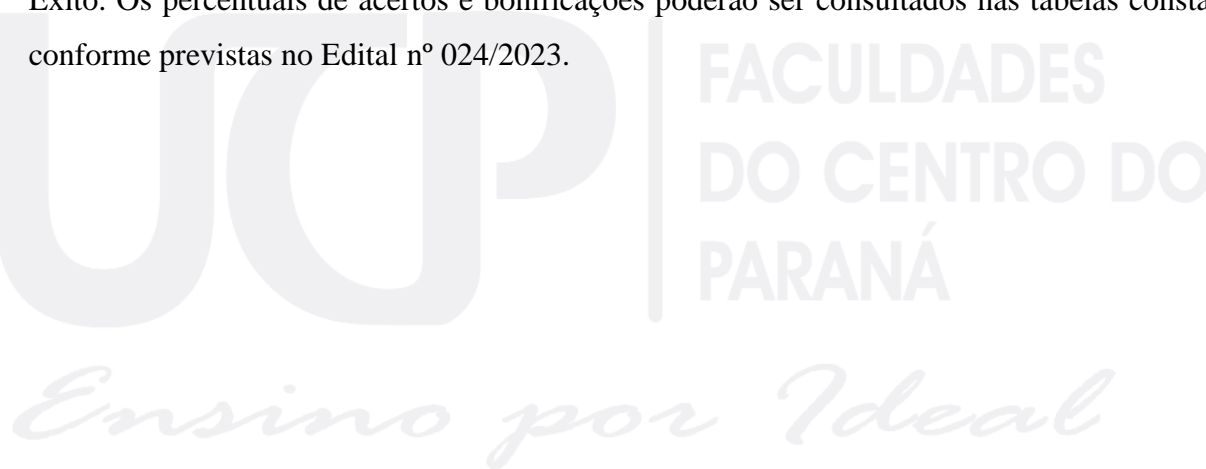 Êxito. Os percentuais de acertos e bonificações poderão ser consultados nas tabelas consta
conforme previstas no Edital nº 024/2023.
UCP
FACULDADES
DO CENTRO DO
PARANÁ
Ensino por Ideal